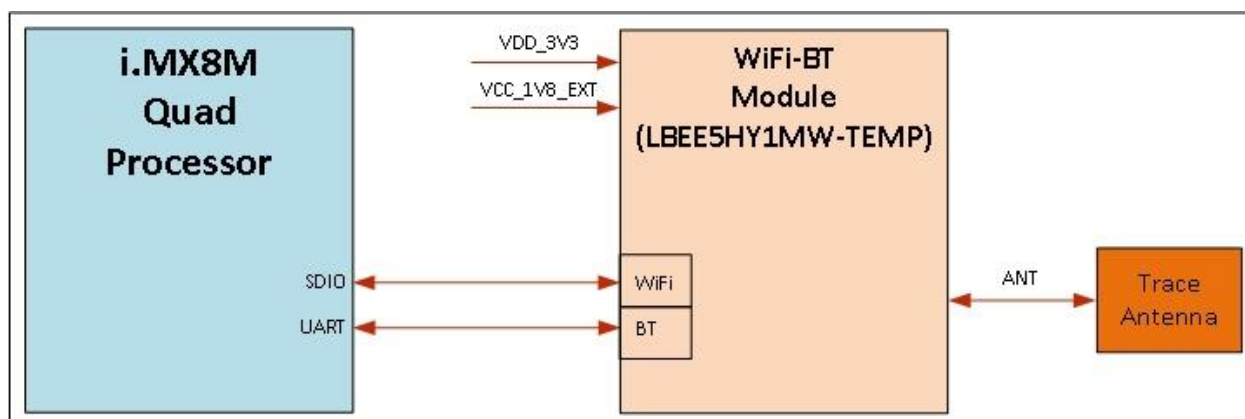 i.MX8M
Quad
Processor
SDIO
UART
VDD_3V3
VCC_1V8_EXT
WiFi-BT
Module
(LBEE5HY1MW-TEMP)
WiFi
BT
ANT
Trace
Antenna